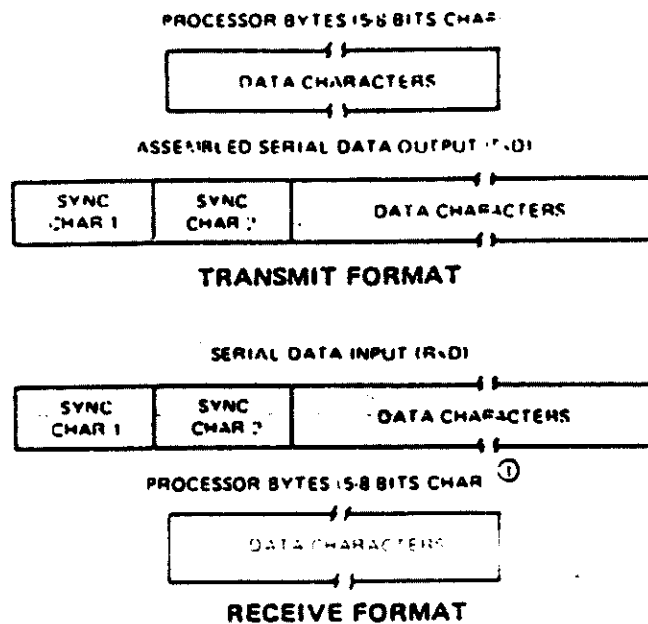 PROCESSOR BYTES (5-8 BITS CHAR
DATA CHARACTERS
ASSEMBLED SERIAL DATA OUTPUT (TxD)
SYNC CHAR 1
SYNC CHAR 2
DATA CHARACTERS
TRANSMIT FORMAT
SERIAL DATA INPUT (RxD)
SYNC CHAR 1
SYNC CHAR 2
DATA CHARACTERS
PROCESSOR BYTES (5-8 BITS CHAR ①
DATA CHARACTERS
RECEIVE FORMAT